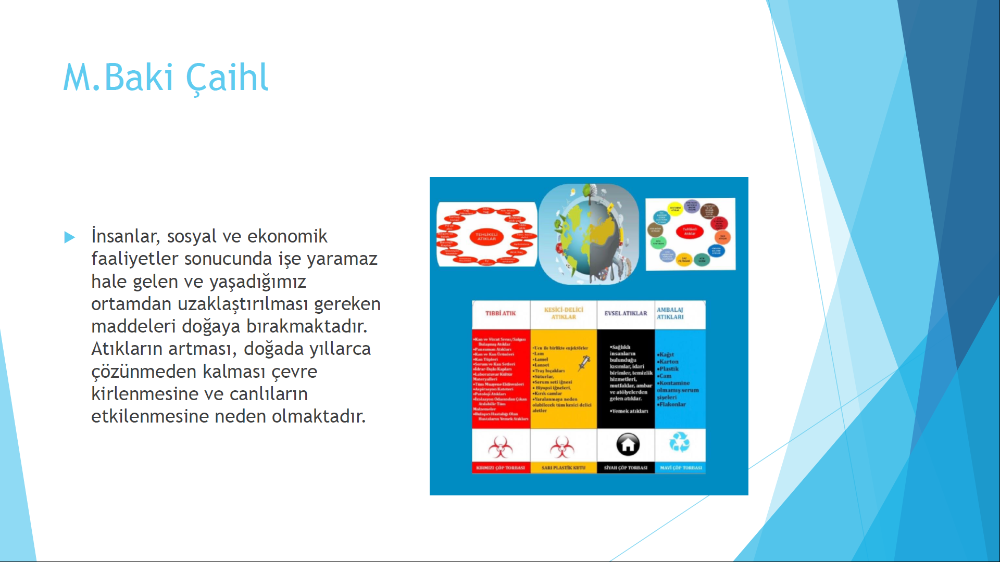 M.Baki Çaihl
İnsanlar, sosyal ve ekonomik
faaliyetler sonucunda işe yaramaz
hale gelen ve yaşadığımız
ortamdan uzaklaştırılması gereken
maddeleri doğaya bırakmaktadır.
Atıkların artması, doğada yıllarca
çözünmeden kalması çevre
kirlenmesine ve canlıların
etkilenmesine neden olmaktadır.
TEHLİKELİ
ATIKLAR
Tehlikeli
Atıklar
TIBBİ ATIK
•Kan ve Vücut Sıvısı/Salgısı
Bulaşmış Atıklar
•Pansuman Atıkları
•Kan ve Kan Ürünleri
•Kan Tüpleri
•Serum ve Kan Setleri
•İdrar-Dışkı Kapları
•Laboratuvar Kültür
Materyalleri
•Tüm Muayene Eldivenleri
•Aspirasyon Kateteri
•Patoloji Atıkları
•İzolasyon Odasından Çıkan
Atılabilir Tüm
Malzemeler
•Bulaşıcı Hastalığı Olan
Hastaların Yemek Atıkları
KIRMIZI ÇÖP TORBASI
KESİCİ-DELİCİ
ATIKLAR
•Ucu ile birlikte enjektörler
•Lam
•Lamel
•Lanset
•Traş bıçakları
•Süturlar,
•Serum seti iğnesi
• Biyopsi iğneleri,
•Kırık camlar
•Yaralanmaya neden
olabilecek tüm kesici delici
aletler
SARI PLASTİK KUTU
EVSEL ATIKLAR
•Sağlıklı
insanların
bulunduğu
kısımlar, idari
birimler, temizlik
hizmetleri,
mutfaklar, ambar
ve atölyelerden
gelen atıklar.
•Yemek atıkları
SİYAH ÇÖP TORBASI
AMBALAJ
ATIKLARI
•Kağıt
•Karton
•Plastik
•Cam
•Kontamine
olmamış serum
şişeleri
•Flakonlar
MAVİ ÇÖP TORBASI